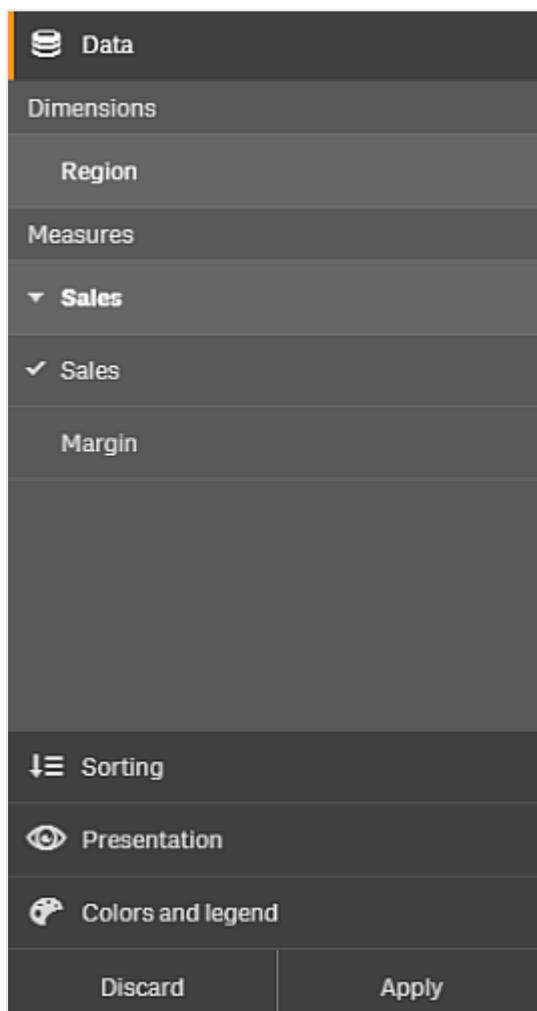 Data
Dimensions
Region
Measures
Sales
Sales
Margin
Sorting
Presentation
Colors and legend
Discard Apply